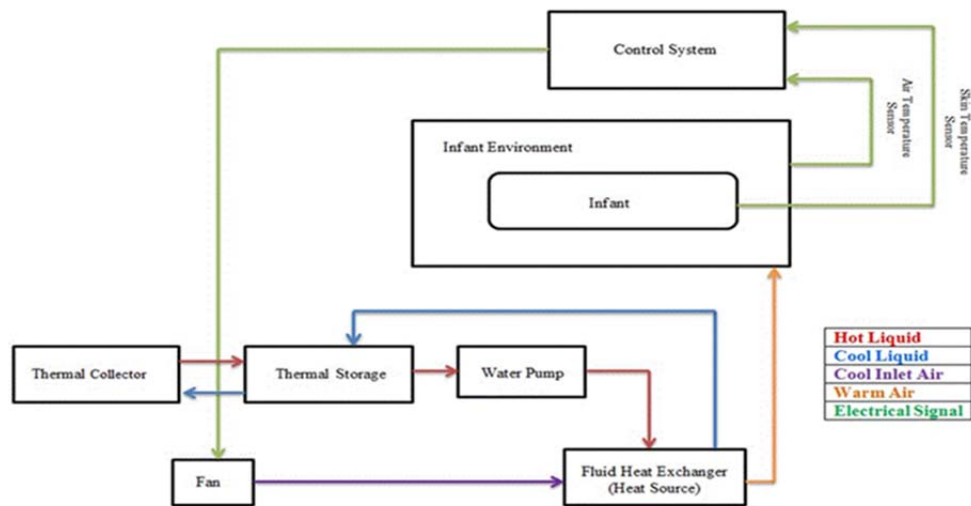 Control System
Air Temperature
Sensor
Skin Temperature
Sensor
Infant Environment
Infant
Thermal Collector
Thermal Storage
Water Pump
Hot Liquid
Cool Liquid
Cool Inlet Air
Warm Air
Electrical Signal
Fan
Fluid Heat Exchanger
(Heat Source)